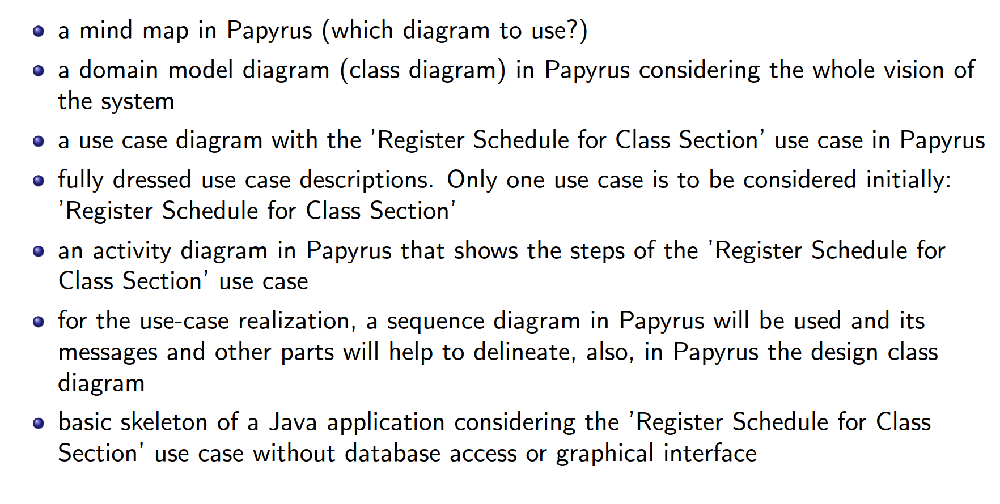 a mind map in Papyrus (which diagram to use?)
a domain model diagram (class diagram) in Papyrus considering the whole vision of
the system
a use case diagram with the ’Register Schedule for Class Section’ use case in Papyrus
fully dressed use case descriptions. Only one use case is to be considered initially:
’Register Schedule for Class Section’
an activity diagram in Papyrus that shows the steps of the ’Register Schedule for
Class Section’ use case
for the use-case realization, a sequence diagram in Papyrus will be used and its
messages and other parts will help to delineate, also, in Papyrus the design class
diagram
basic skeleton of a Java application considering the ’Register Schedule for Class
Section’ use case without database access or graphical interface